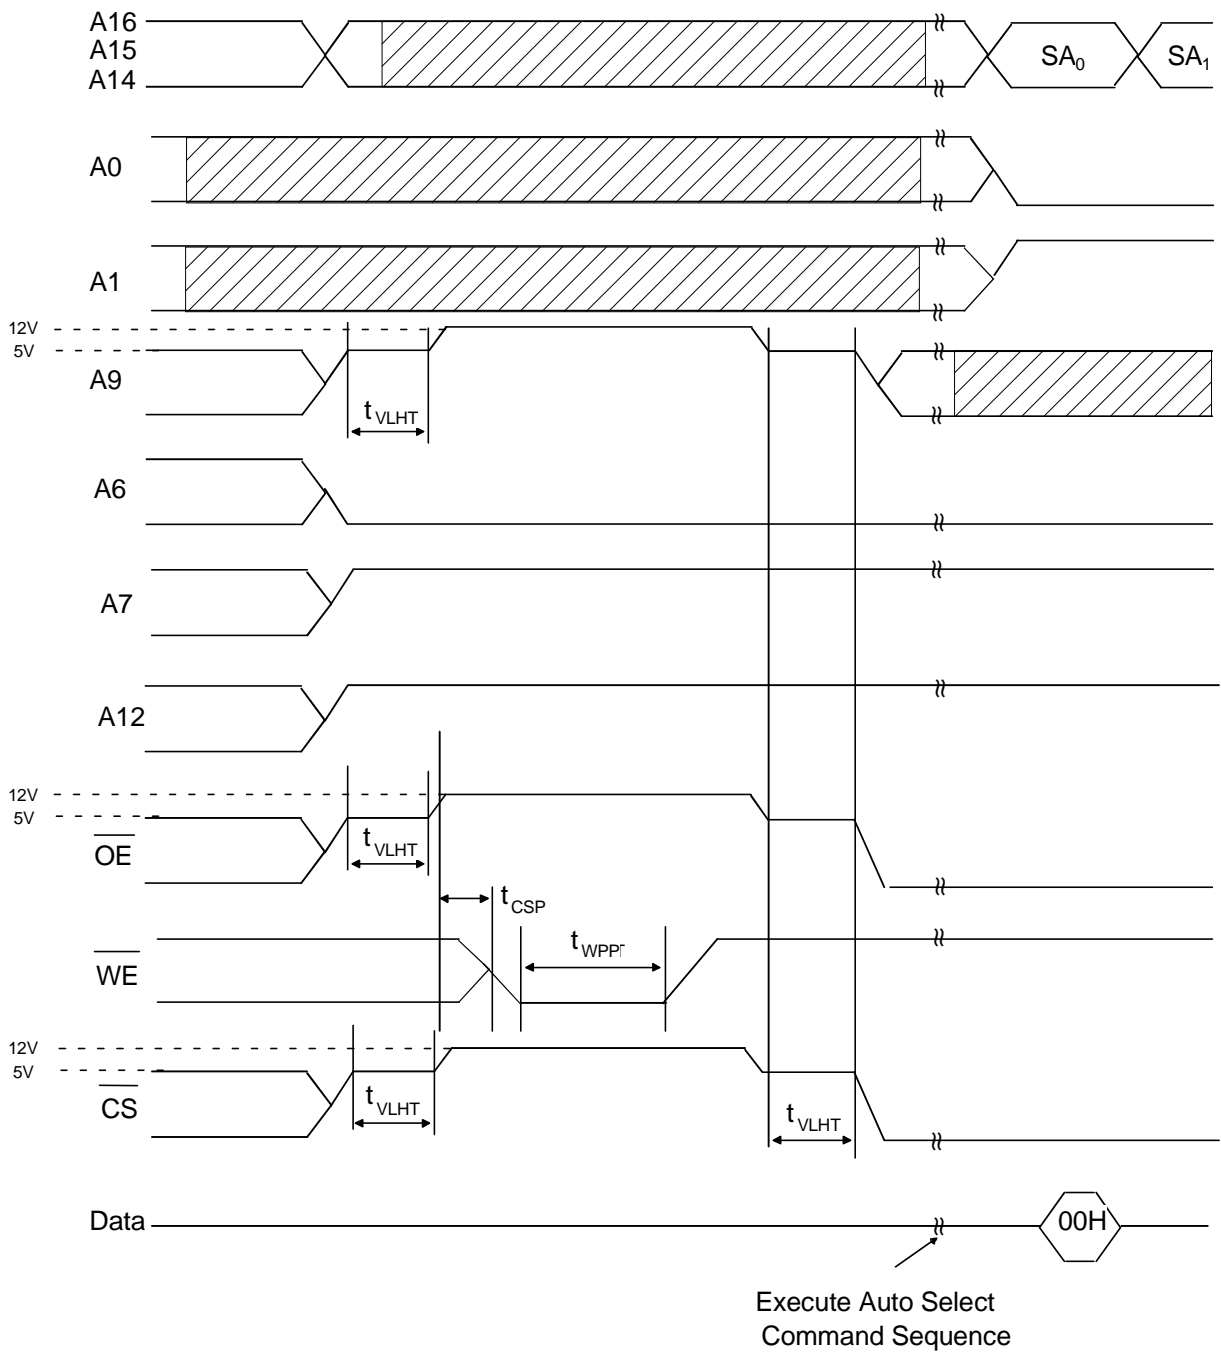 A16
A15
A14
SA0
SA1
A0
A1
12V
5V
A9
tVLHT
A6
A7
A12
12V
5V
OE
tVLHT
tCSP
WE
tWPPT
12V
5V
CS
tVLHT
tVLHT
Data
00H
Execute Auto Select
Command Sequence